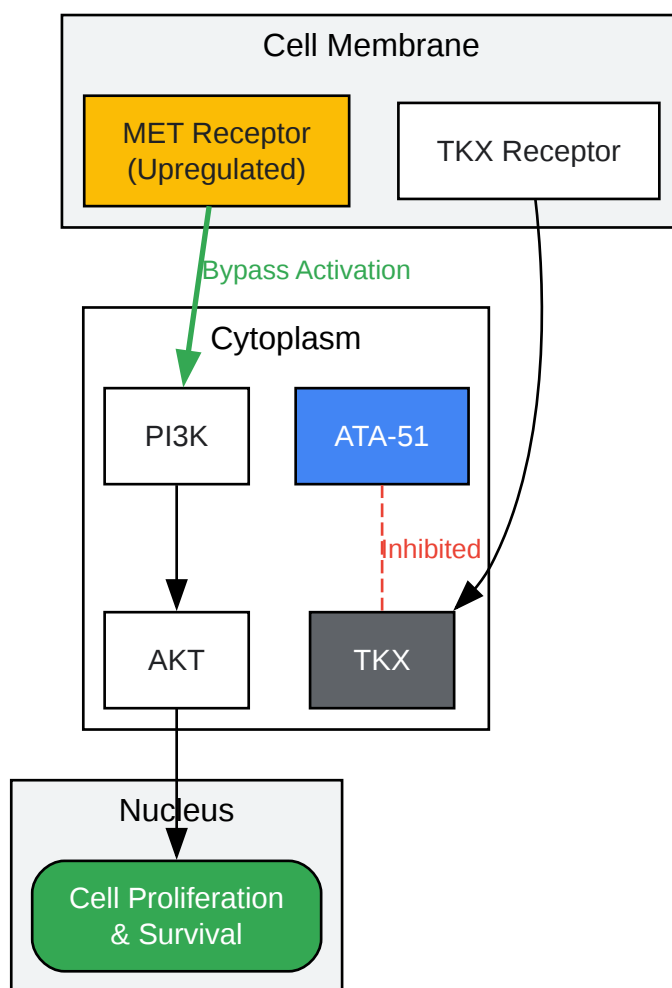 Cell Membrane
MET Receptor
(Upregulated)
TKX Receptor
Bypass Activation
Cytoplasm
PI3K
ATA-51
Inhibited
AKT
TKX
Nucleus
Cell Proliferation
& Survival